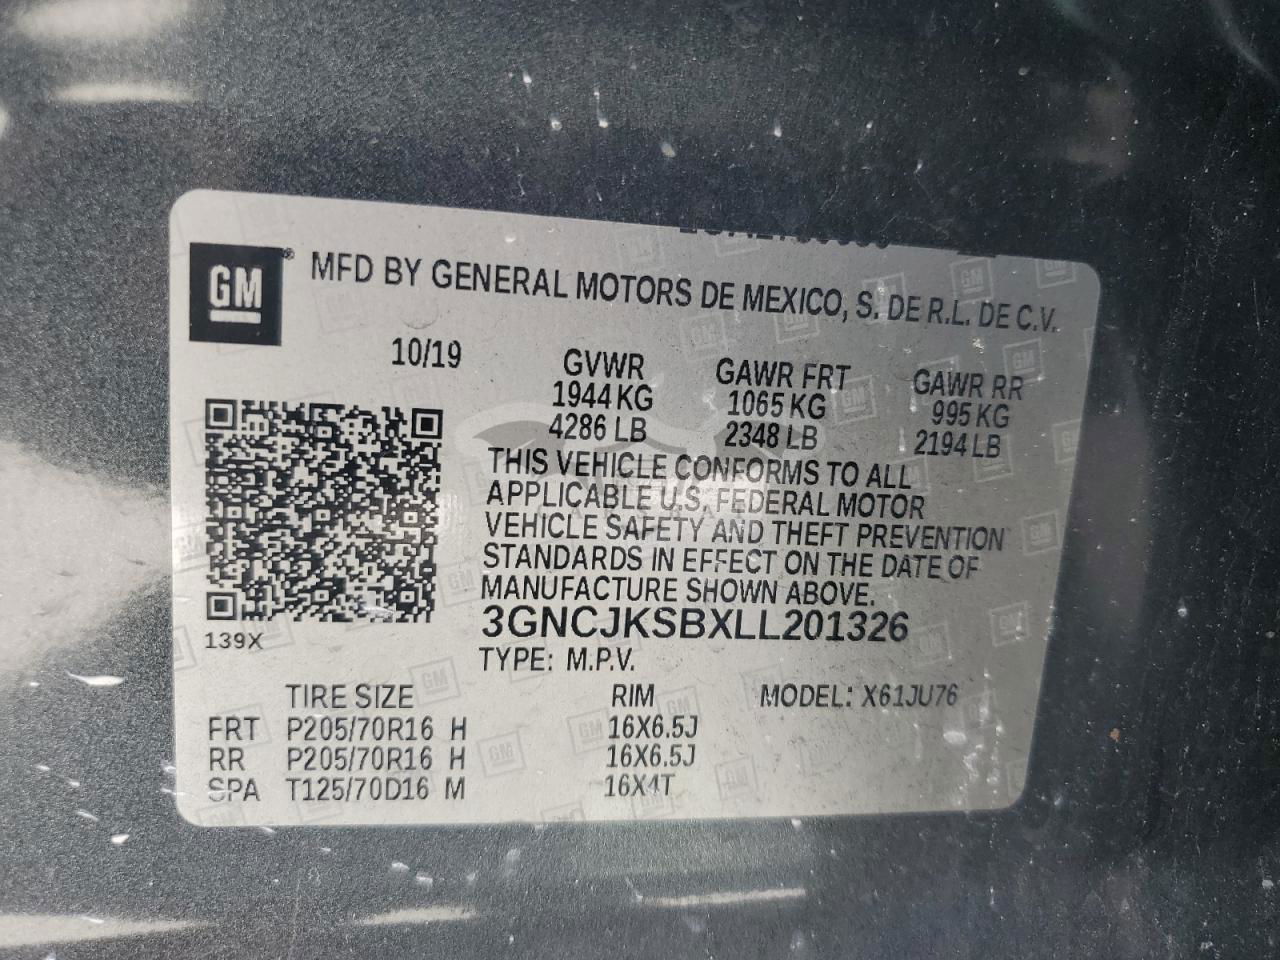 GM
MFD BY GENERAL MOTORS DE MEXICO, S. DE R.L. DE C.V.
10/19 GVWR GAWR FRT GAWR RR
1944 KG 1065 KG 995 KG
4286 LB 2348 LB 2194 LB
THIS VEHICLE CONFORMS TO ALL
APPLICABLE U.S. FEDERAL MOTOR
VEHICLE SAFETY AND THEFT PREVENTION
STANDARDS IN EFFECT ON THE DATE OF
MANUFACTURE SHOWN ABOVE.
3GNCJKSBXLL201326
139X
TYPE: M.P.V.
TIRE SIZE RIM MODEL: X61JU76
FRT P205/70R16 H 16X6.5J
RR P205/70R16 H 16X6.5J
SPA T125/70D16 M 16X4T